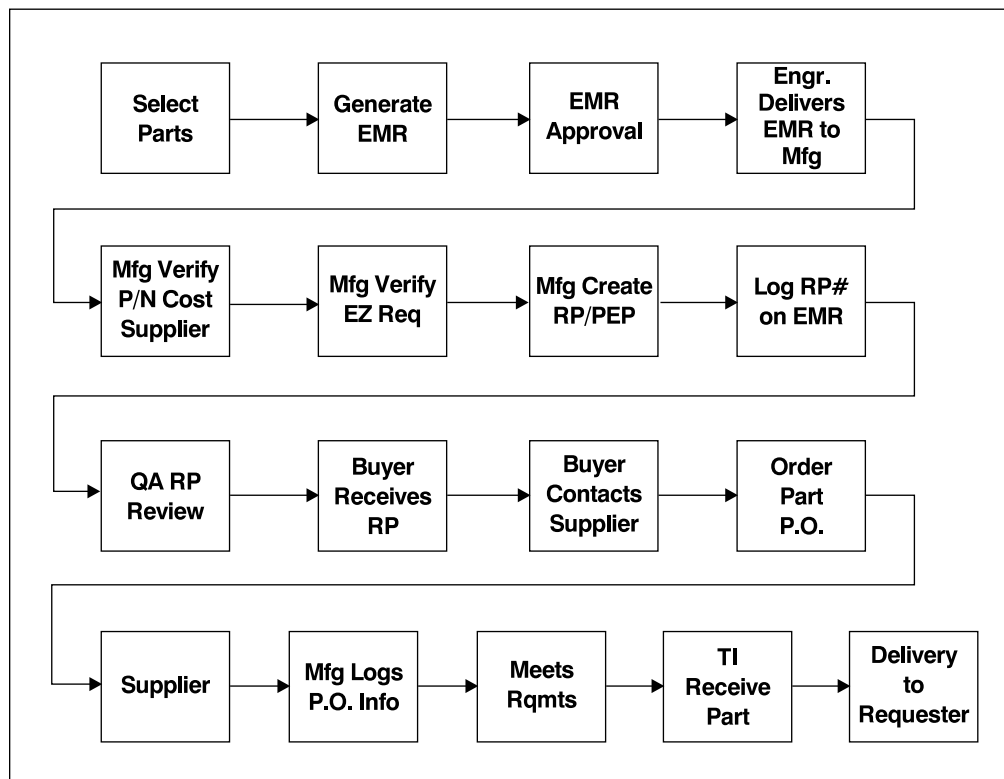 Select
Parts
Generate
EMR
EMR
Approval
Engr.
Delivers
EMR to
Mfg
Mfg Verify
P/N Cost
Supplier
Mfg Verify
EZ Req
Mfg Create
RP/PEP
Log RP#
on EMR
QA RP
Review
Buyer
Receives
RP
Buyer
Contacts
Supplier
Order
Part
P.O.
Supplier
Mfg Logs
P.O. Info
Meets
Rqmts
TI
Receive
Part
Delivery
to
Requester